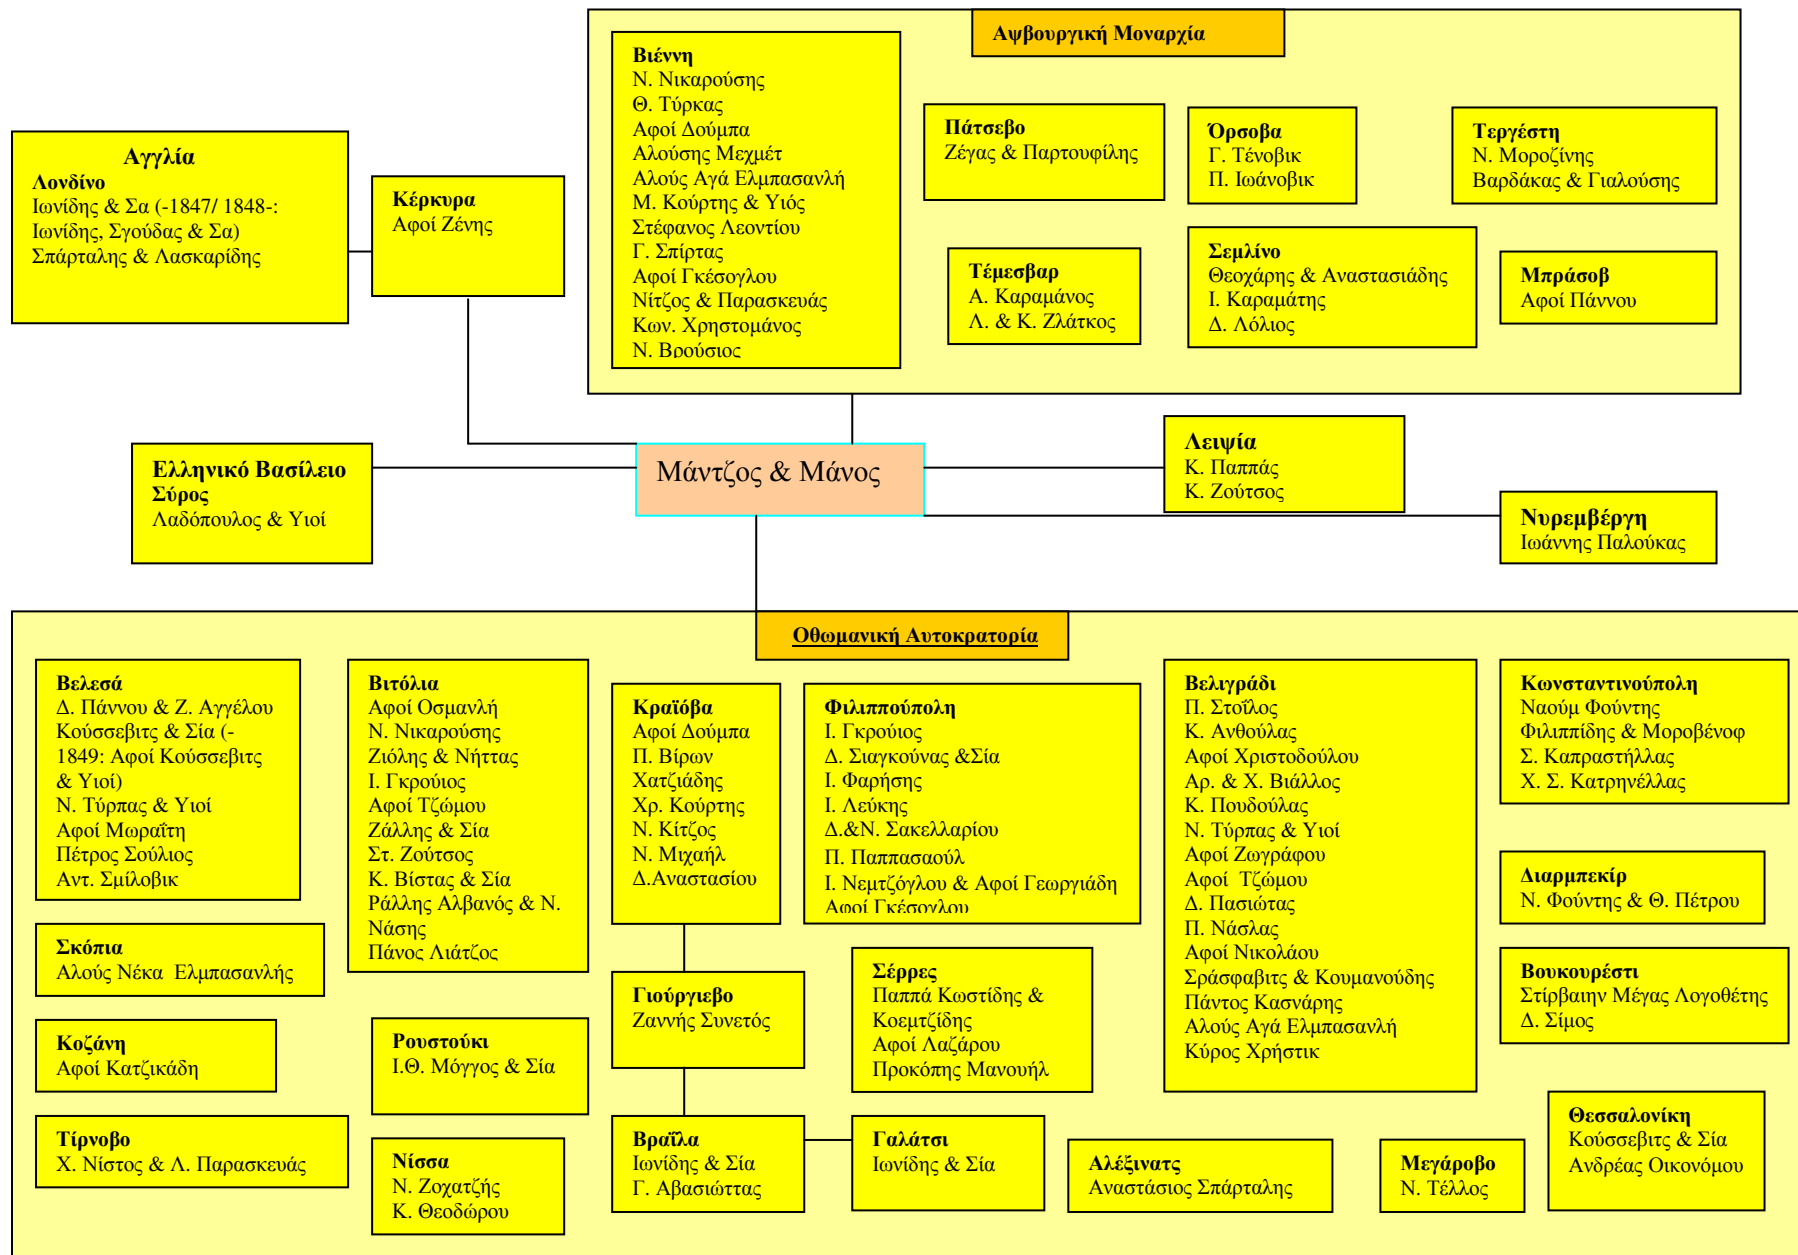 Αψβουργική Μοναρχία
Βιέννη
Ν. Νικαρούσης
Θ. Τύρκας
Αφοί Δούμπα
Αλούσης Μεχμέτ
Αλούς Αγά Ελμπασανλή
Μ. Κούρτης & Υιός
Στέφανος Λεοντίου
Γ. Σπίρτας
Αφοί Γκέσογλου
Νίτζος & Παρασκευάς
Κων. Χρηστομάνος
Ν. Βρούσιος
Πάτσεβο
Ζέγας & Παρτουφίλης
Όρσοβα
Γ. Τένοβικ
Π. Ιωάνοβικ
Τεργέστη
Ν. Μοροζίνης
Βαρδάκας & Γιαλούσης
Τέμεσβαρ
Α. Καραμάνος
Λ. & Κ. Ζλάτκος
Σεμλίνο
Θεοχάρης & Αναστασιάδης
Ι. Καραμάτης
Δ. Λόλιος
Μπράσοβ
Αφοί Πάννου
Αγγλία
Λονδίνο
Ιωνίδης & Σα (-1847/ 1848-:
Ιωνίδης, Σγούδας & Σα)
Σπάρταλης & Λασκαρίδης
Κέρκυρα
Αφοί Ζένης
Ελληνικό Βασίλειο
Σύρος
Λαδόπουλος & Υιοί
Μάντζος & Μάνος
Λειψία
Κ. Παππάς
Κ. Ζούτσος
Νυρεμβέργη
Ιωάννης Παλούκας
Οθωμανική Αυτοκρατορία
Βελεσά
Δ. Πάννου & Ζ. Αγγέλου
Κούσσεβιτς & Σία (-
1849: Αφοί Κούσσεβιτς
& Υιοί)
Ν. Τύρπας & Υιοί
Αφοί Μωραΐτη
Πέτρος Σούλιος
Αντ. Σμίλοβικ
Σκόπια
Αλούς Νέκα  Ελμπασανλής
Κοζάνη
Αφοί Κατζικάδη
Τίρνοβο
Χ. Νίστος & Λ. Παρασκευάς
Βιτόλια
Αφοί Οσμανλή
Ν. Νικαρούσης
Ζιόλης & Νήττας
Ι. Γκρούιος
Αφοί Τζώμου
Ζάλλης & Σία
Στ. Ζούτσος
Κ. Βίστας & Σία
Ράλλης Αλβανός & Ν.
Νάσης
Πάνος Λιάτζος
Ρουστούκι
Ι.Θ. Μόγγος & Σία
Νίσσα
Ν. Ζοχατζής
Κ. Θεοδώρου
Κραϊόβα
Αφοί Δούμπα
Π. Βίρων
Χατζιάδης
Χρ. Κούρτης
Ν. Κίτζος
Ν. Μιχαήλ
Δ.Αναστασίου
Γιούργιεβο
Ζαννής Συνετός
Βραΐλα
Ιωνίδης & Σία
Γ. Αβασιώττας
Φιλιππούπολη
Ι. Γκρούιος
Δ. Σιαγκούνας &Σία
Ι. Φαρήσης
Ι. Λεύκης
Δ.&Ν. Σακελλαρίου
Π. Παππασαούλ
Ι. Νεμτζόγλου & Αφοί Γεωργιάδη
Αφοί Γκέσογλου
Σέρρες
Παππά Κωστίδης &
Κοεμτζίδης
Αφοί Λαζάρου
Προκόπης Μανουήλ
Γαλάτσι
Ιωνίδης & Σία
Βελιγράδι
Π. Στοΐλος
Κ. Ανθούλας
Αφοί Χριστοδούλου
Αρ. & Χ. Βιάλλος
Κ. Πουδούλας
Ν. Τύρπας & Υιοί
Αφοί Ζωγράφου
Αφοί  Τζώμου
Δ. Πασιώτας
Π. Νάσλας
Αφοί Νικολάου
Σράσφαβιτς & Κουμανούδης
Πάντος Κασνάρης
Αλούς Αγά Ελμπασανλή
Κύρος Χρήστικ
Αλέξινατς
Αναστάσιος Σπάρταλης
Μεγάροβο
Ν. Τέλλος
Κωνσταντινούπολη
Ναούμ Φούντης
Φιλιππίδης & Μοροβένοφ
Σ. Καπραστήλλας
Χ. Σ. Κατρηνέλλας
Διαρμπεκίρ
Ν. Φούντης & Θ. Πέτρου
Βουκουρέστι
Στίρβαιην Μέγας Λογοθέτης
Δ. Σίμος
Θεσσαλονίκη
Κούσσεβιτς & Σία
Ανδρέας Οικονόμου